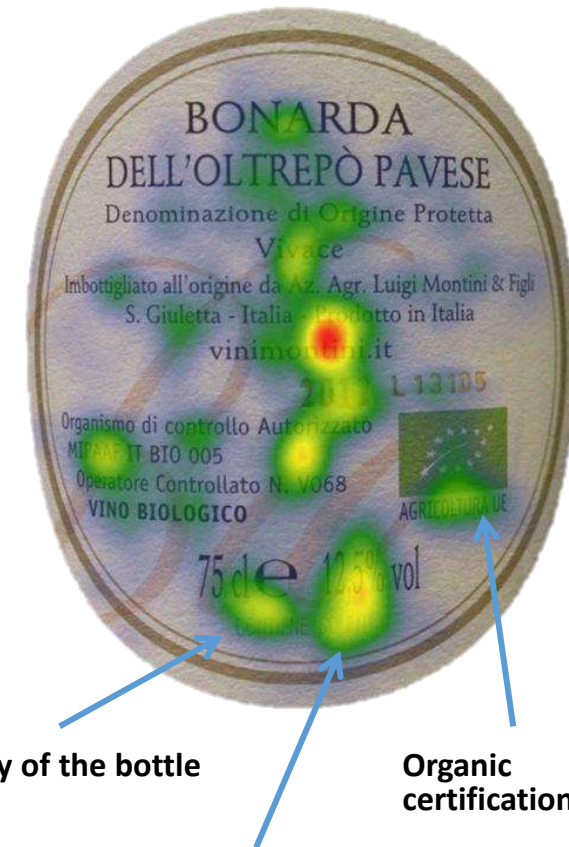 BONARDA
DELL'OLTREPÒ PAVESE
Denominazione di Origine Protetta
Vivace
Imbottigliato all'origine da Az. Agr. Luigi Montini & Figli
S. Giuletta - Italia - Prodotto in Italia
vinimontini.it
L 13105
Organismo di controllo Autorizzato
MIPAAF IT BIO 005
Operatore Controllato N. V068
VINO BIOLOGICO
AGRICOLTURA UE
75 cl e 12.5% vol
y of the bottle
Organic
certification